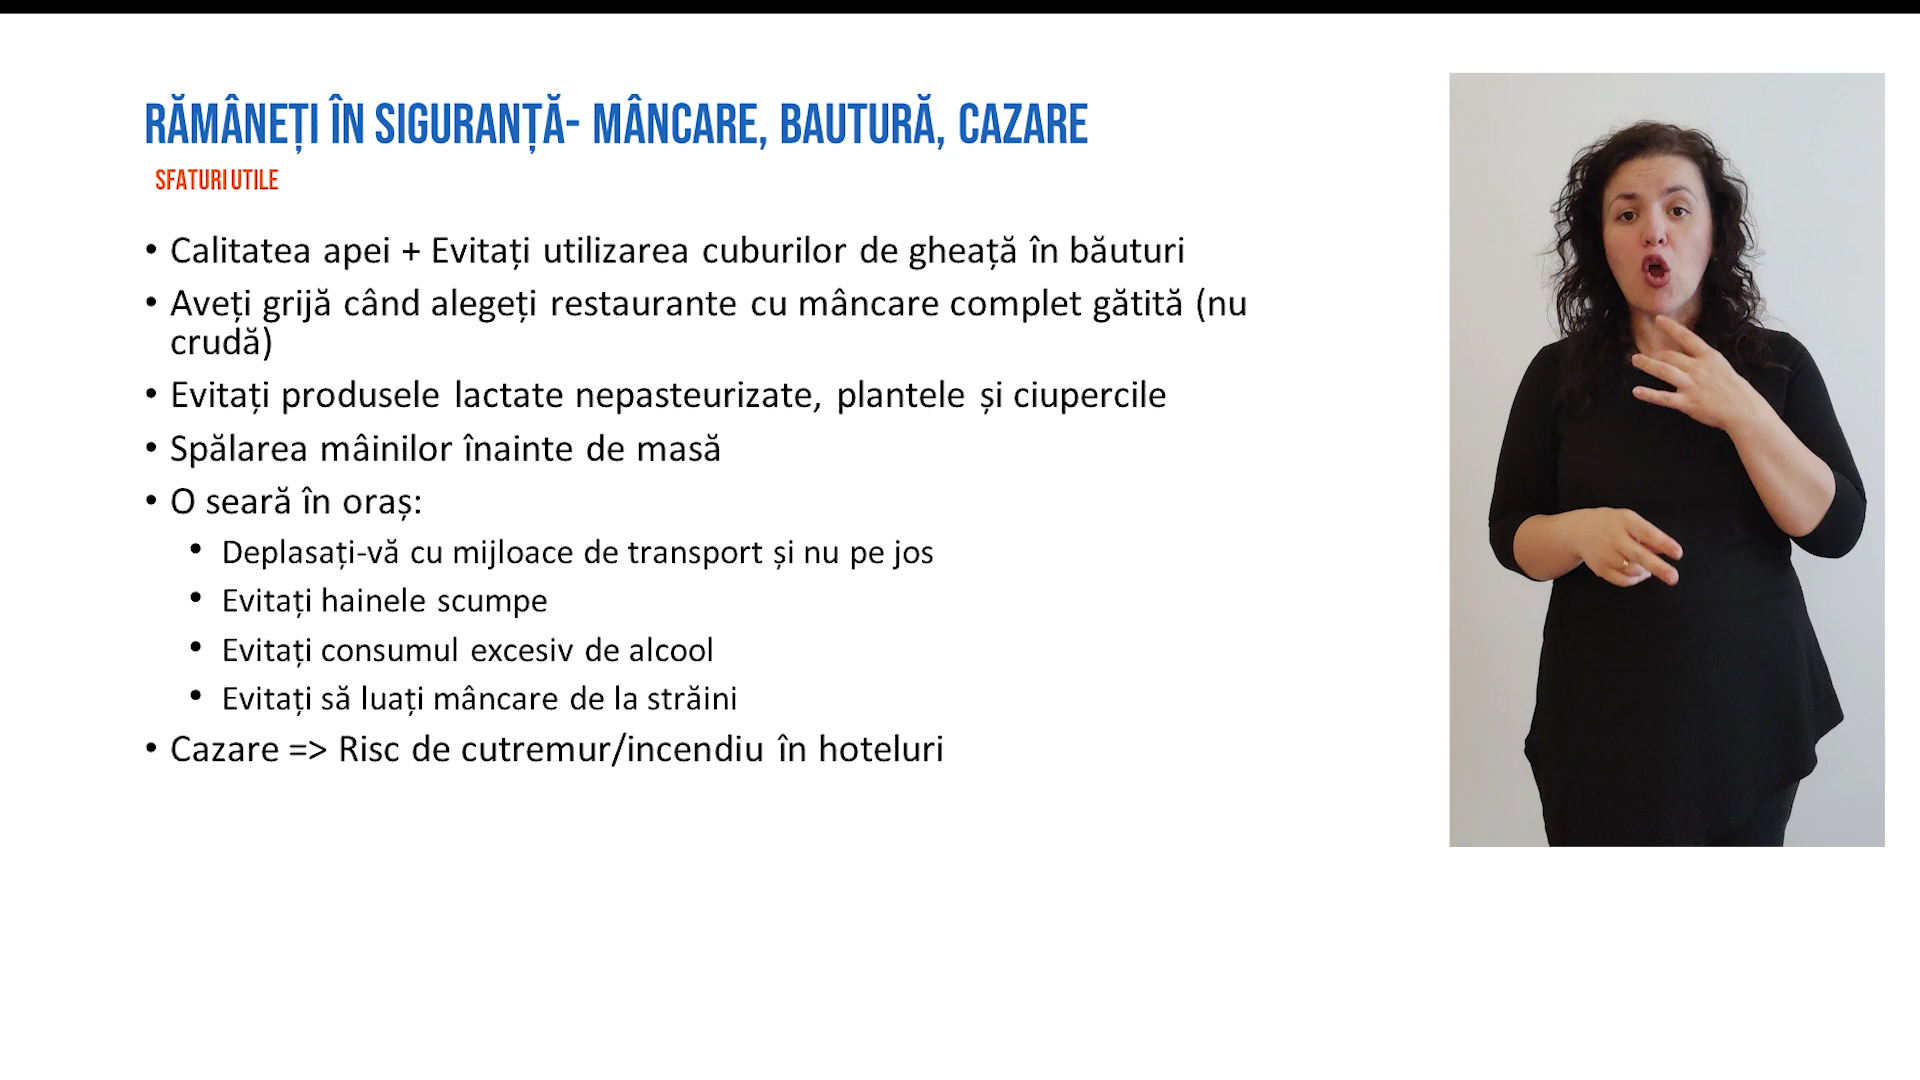 RĂMÂNEȚI ÎN SIGURANȚĂ- MÂNCARE, BAUTURĂ, CAZARE
SFATURI UTILE
• Calitatea apei + Evitați utilizarea cuburilor de gheață în băuturi
• Aveți grijă când alegeți restaurante cu mâncare complet gătită (nu
crudă)
• Evitați produsele lactate nepasteurizate, plantele și ciupercile
• Spălarea mâinilor înainte de masă
• O seară în oraș:
• Deplasați-vă cu mijloace de transport și nu pe jos
• Evitați hainele scumpe
• Evitați consumul excesiv de alcool
• Evitați să luați mâncare de la străini
• Cazare => Risc de cutremur/incendiu în hoteluri